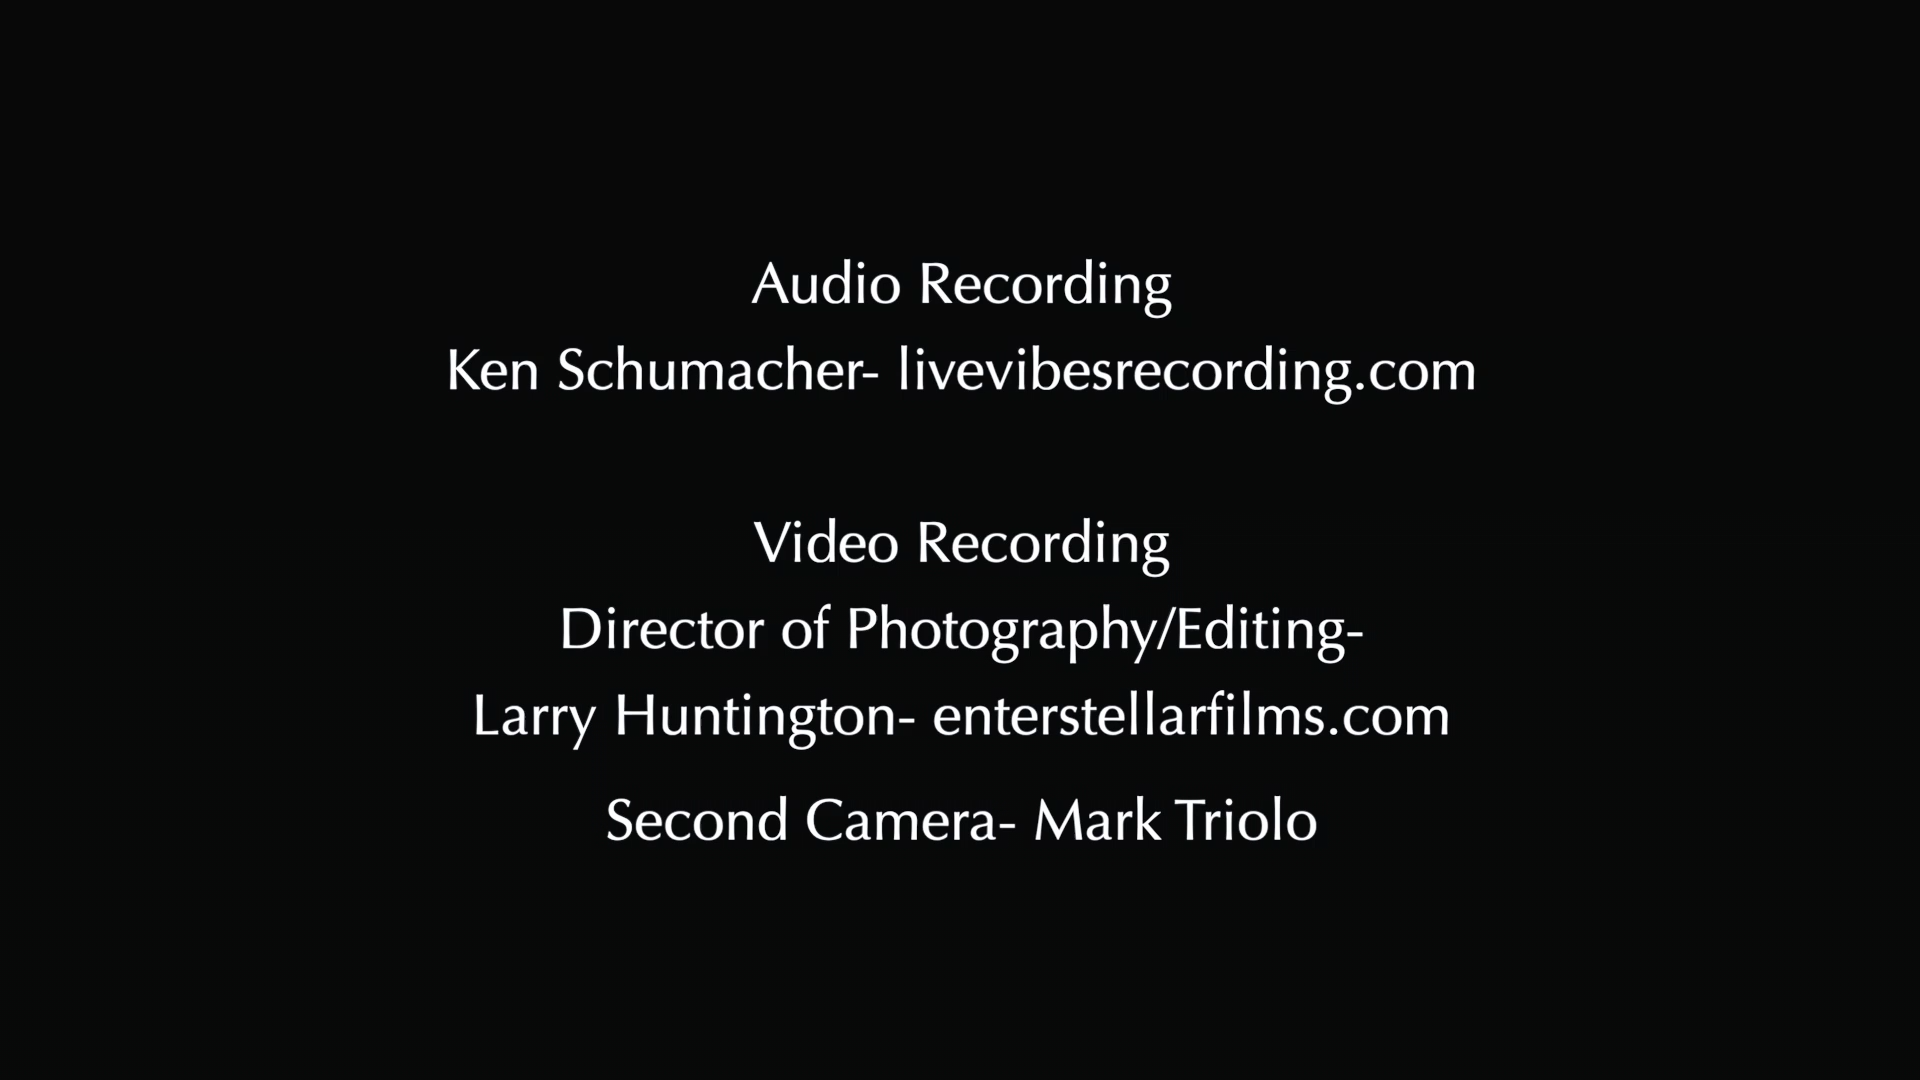 Audio Recording
Ken Schumacher- livevibesrecording.com
Video Recording
Director of Photography/Editing-
Larry Huntington- enterstellarfilms.com
Second Camera- Mark Triolo